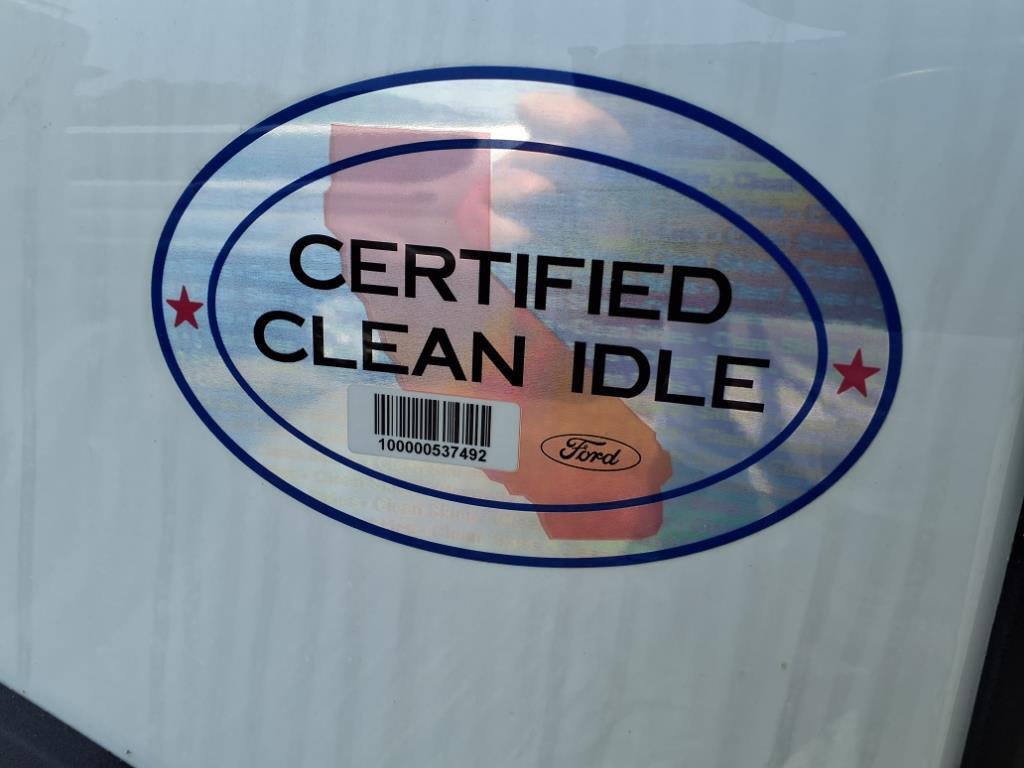 CERTIFIED
CLEAN IDLE
100000537492
Ford